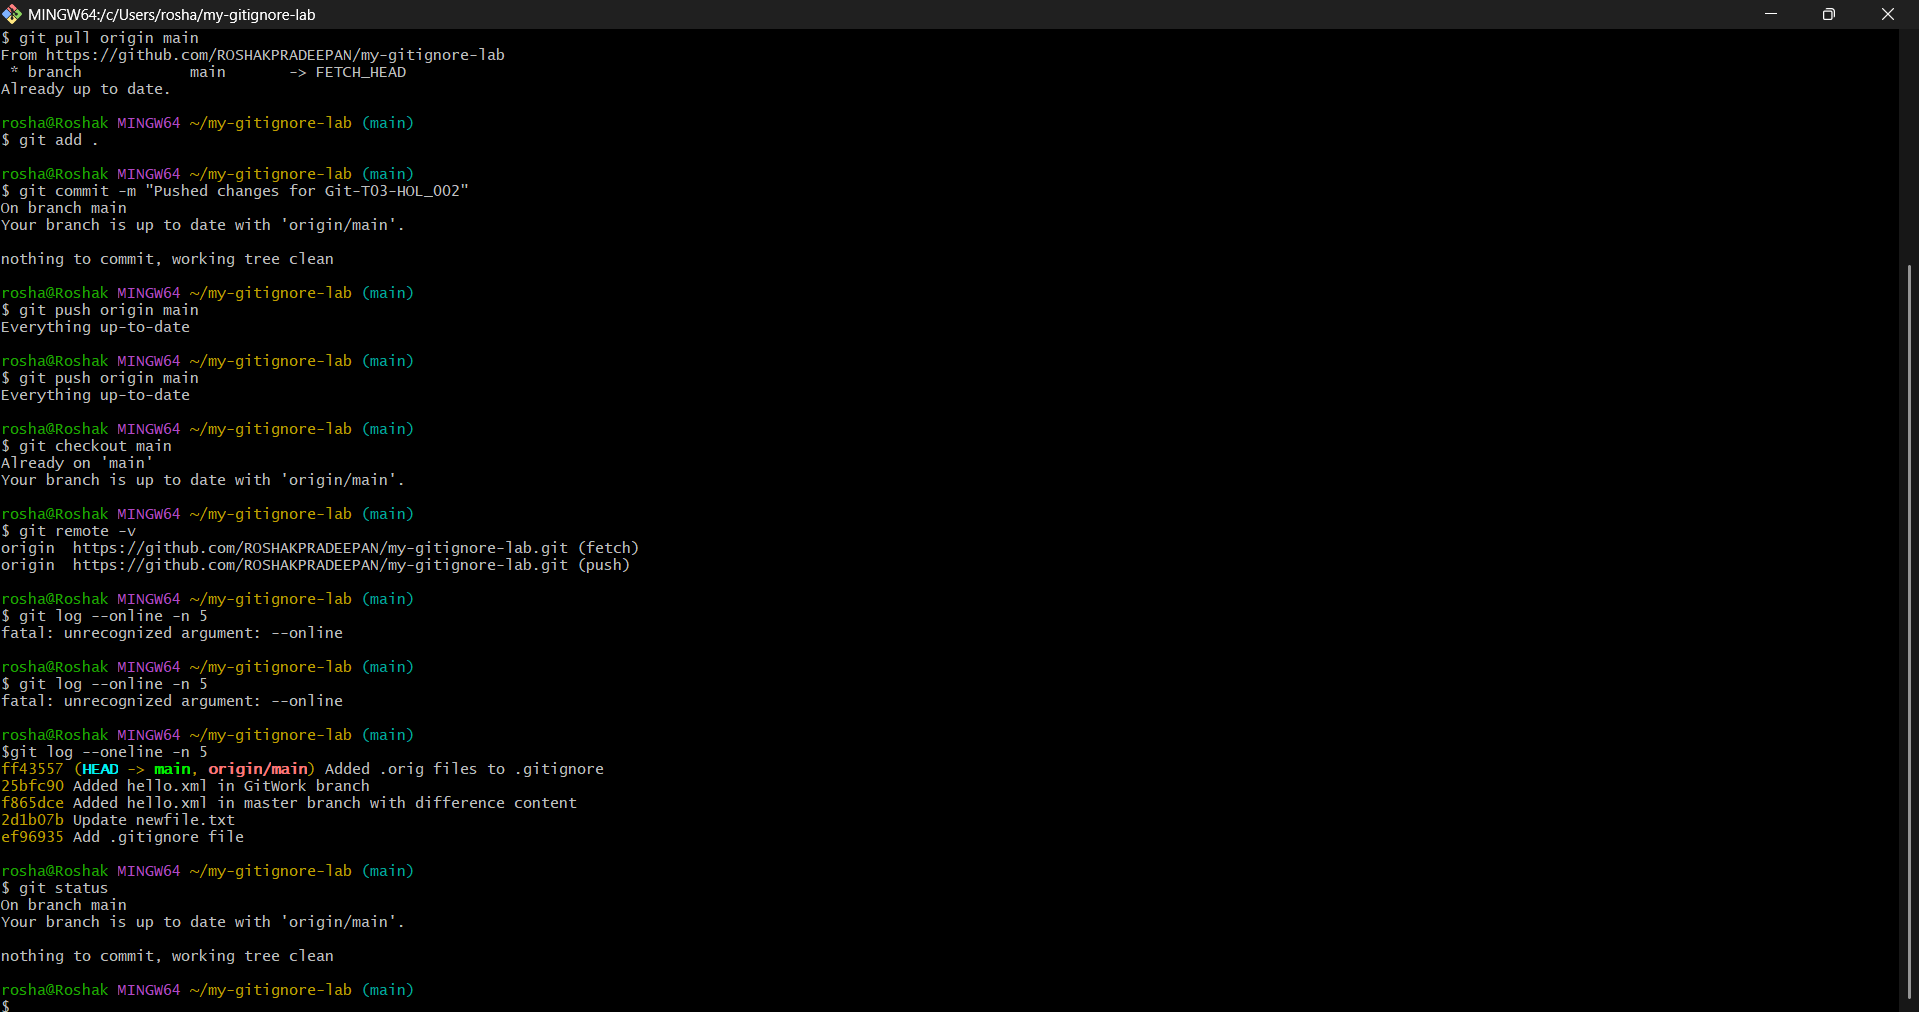 MINGW64:/c/Users/rosha/my-gitignore-lab
$ git pull origin main
From https://github.com/ROSHAKPRADEEPAN/my-gitignore-lab
 * branch            main       -> FETCH_HEAD
Already up to date.

rosha@Roshak MINGW64 ~/my-gitignore-lab (main)
$ git add .

rosha@Roshak MINGW64 ~/my-gitignore-lab (main)
$ git commit -m "Pushed changes for Git-T03-HOL_002"
On branch main
Your branch is up to date with 'origin/main'.

nothing to commit, working tree clean

rosha@Roshak MINGW64 ~/my-gitignore-lab (main)
$ git push origin main
Everything up-to-date

rosha@Roshak MINGW64 ~/my-gitignore-lab (main)
$ git push origin main
Everything up-to-date

rosha@Roshak MINGW64 ~/my-gitignore-lab (main)
$ git checkout main
Already on 'main'
Your branch is up to date with 'origin/main'.

rosha@Roshak MINGW64 ~/my-gitignore-lab (main)
$ git remote -v
origin  https://github.com/ROSHAKPRADEEPAN/my-gitignore-lab.git (fetch)
origin  https://github.com/ROSHAKPRADEEPAN/my-gitignore-lab.git (push)

rosha@Roshak MINGW64 ~/my-gitignore-lab (main)
$ git log --online -n 5
fatal: unrecognized argument: --online

rosha@Roshak MINGW64 ~/my-gitignore-lab (main)
$ git log --online -n 5
fatal: unrecognized argument: --online

rosha@Roshak MINGW64 ~/my-gitignore-lab (main)
$git log --oneline -n 5
ff43557 (HEAD -> main, origin/main) Added .orig files to .gitignore
25bfc90 Added hello.xml in GitWork branch
f865dce Added hello.xml in master branch with difference content
2d1b07b Update newfile.txt
ef96935 Add .gitignore file

rosha@Roshak MINGW64 ~/my-gitignore-lab (main)
$ git status
On branch main
Your branch is up to date with 'origin/main'.

nothing to commit, working tree clean

rosha@Roshak MINGW64 ~/my-gitignore-lab (main)
$